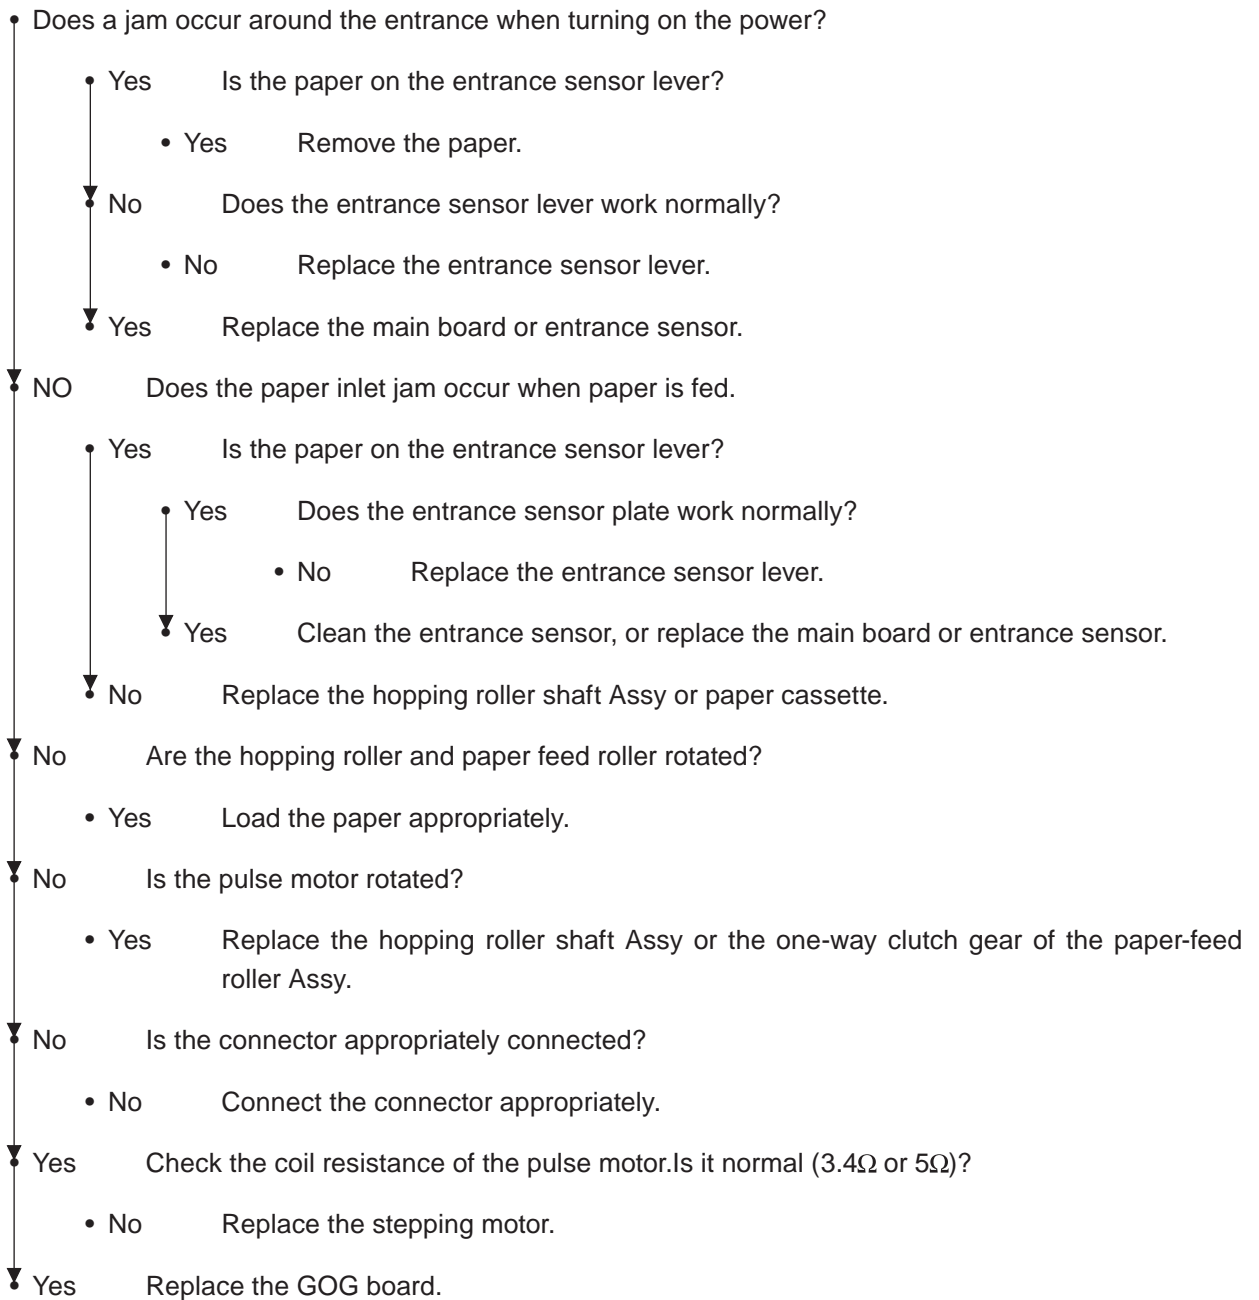 • Does a jam occur around the entrance when turning on the power?
• Yes Is the paper on the entrance sensor lever?
• Yes Remove the paper.
• No Does the entrance sensor lever work normally?
• No Replace the entrance sensor lever.
• Yes Replace the main board or entrance sensor.
• NO Does the paper inlet jam occur when paper is fed.
• Yes Is the paper on the entrance sensor lever?
• Yes Does the entrance sensor plate work normally?
• No Replace the entrance sensor lever.
• Yes Clean the entrance sensor, or replace the main board or entrance sensor.
• No Replace the hopping roller shaft Assy or paper cassette.
• No Are the hopping roller and paper feed roller rotated?
• Yes Load the paper appropriately.
• No Is the pulse motor rotated?
• Yes Replace the hopping roller shaft Assy or the one-way clutch gear of the paper-feed
roller Assy.
• No Is the connector appropriately connected?
• No Connect the connector appropriately.
• Yes Check the coil resistance of the pulse motor.Is it normal (3.4Ω or 5Ω)?
• No Replace the stepping motor.
• Yes Replace the GOG board.